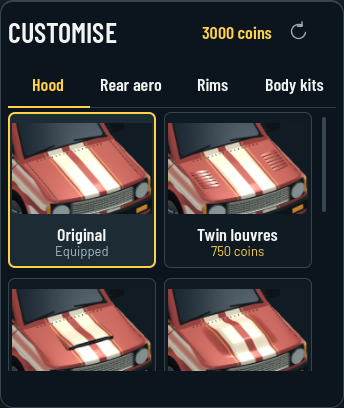 CUSTOMISE
3000 coins
Hood
Rear aero
Rims
Body kits
Original
Equipped
Twin louvres
750 coins